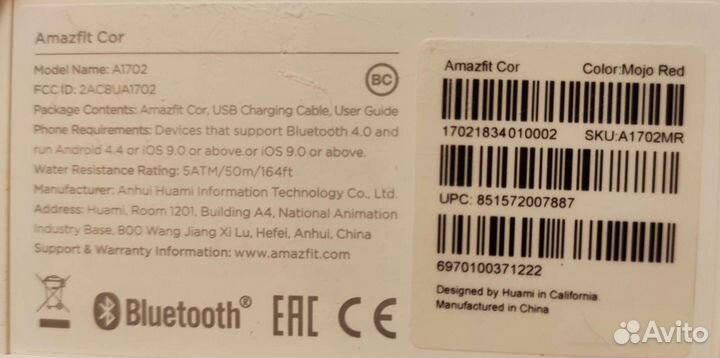 Amazfit Cor
Model Name: A1702
FCC ID: 2AC8UA1702
BC
Package Contents: Amazfit Cor, USB Charging Cable, User Guide
Phone Requirements: Devices that support Bluetooth 4.0 and
run Android 4.4 or iOS 9.0 or above.or iOS 9.0 or above.
Water Resistance Rating: 5ATM/50m/164ft
Manufacturer: Anhui Huami Information Technology Co., Ltd.
Address: Huami, Room 1201, Building A4, National Animation
Industry Base, 800 Wang Jiang Xi Lu, Hefei, Anhui, China
Support & Warranty Information: www.amazfit.com
Bluetooth®
EAC CE
Amazfit Cor Color:Mojo Red
17021834010002 SKU:A1702MR
UPC: 851572007887
6970100371222
Designed by Huami in California
Manufactured in China
Avito